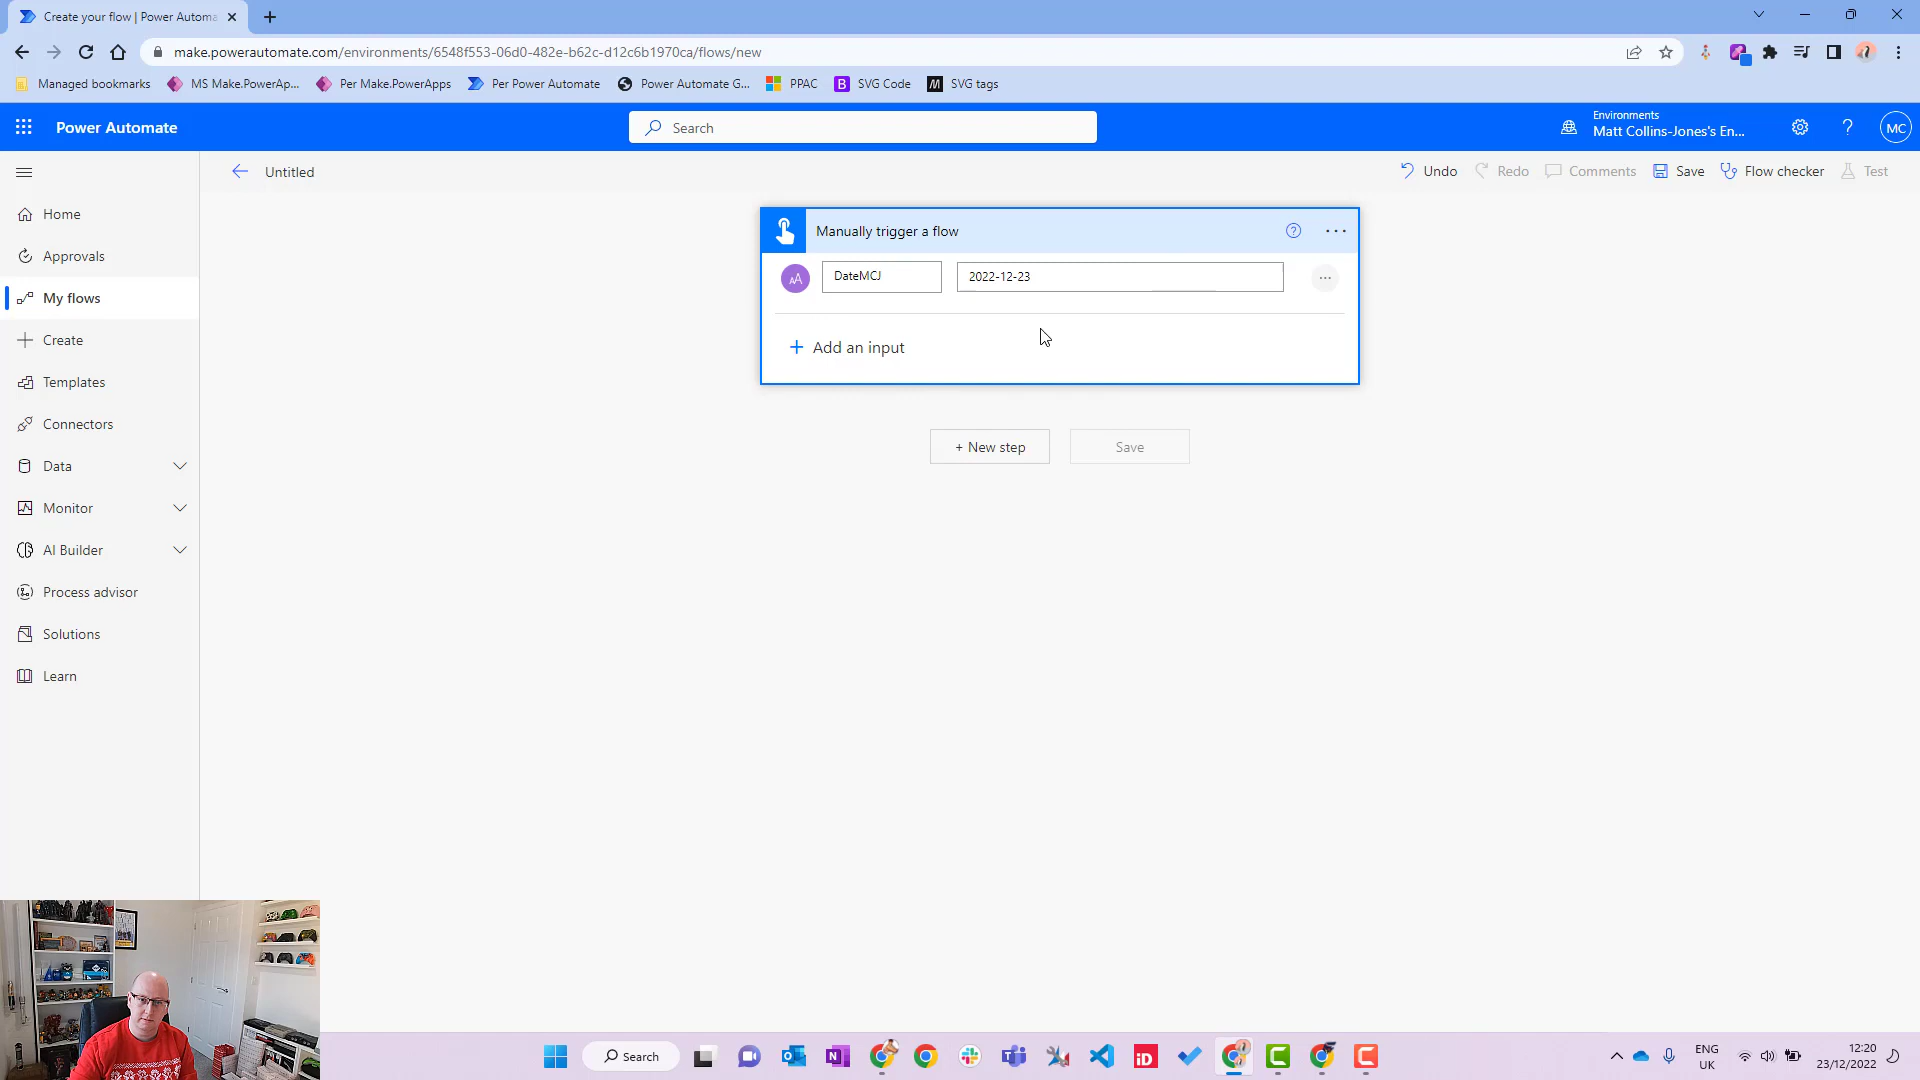 Create your flow | Power Automa
make.powerautomate.com/environments/6548f553-06d0-482e-b62c-d12c6b1970ca/flows/new
Managed bookmarks
MS Make.PowerAp...
Per Make.PowerApps
Per Power Automate
Power Automate G...
PPAC
SVG Code
SVG tags
Power Automate
Search
Environments
Matt Collins-Jones's En...
MC
Untitled
Undo
Redo
Comments
Save
Flow checker
Test
Home
Approvals
My flows
Create
Templates
Connectors
Data
Monitor
AI Builder
Process advisor
Solutions
Learn
Manually trigger a flow
DateMCJ
2022-12-23
+ Add an input
+ New step
Save
Search
ENG
UK
12:20
23/12/2022